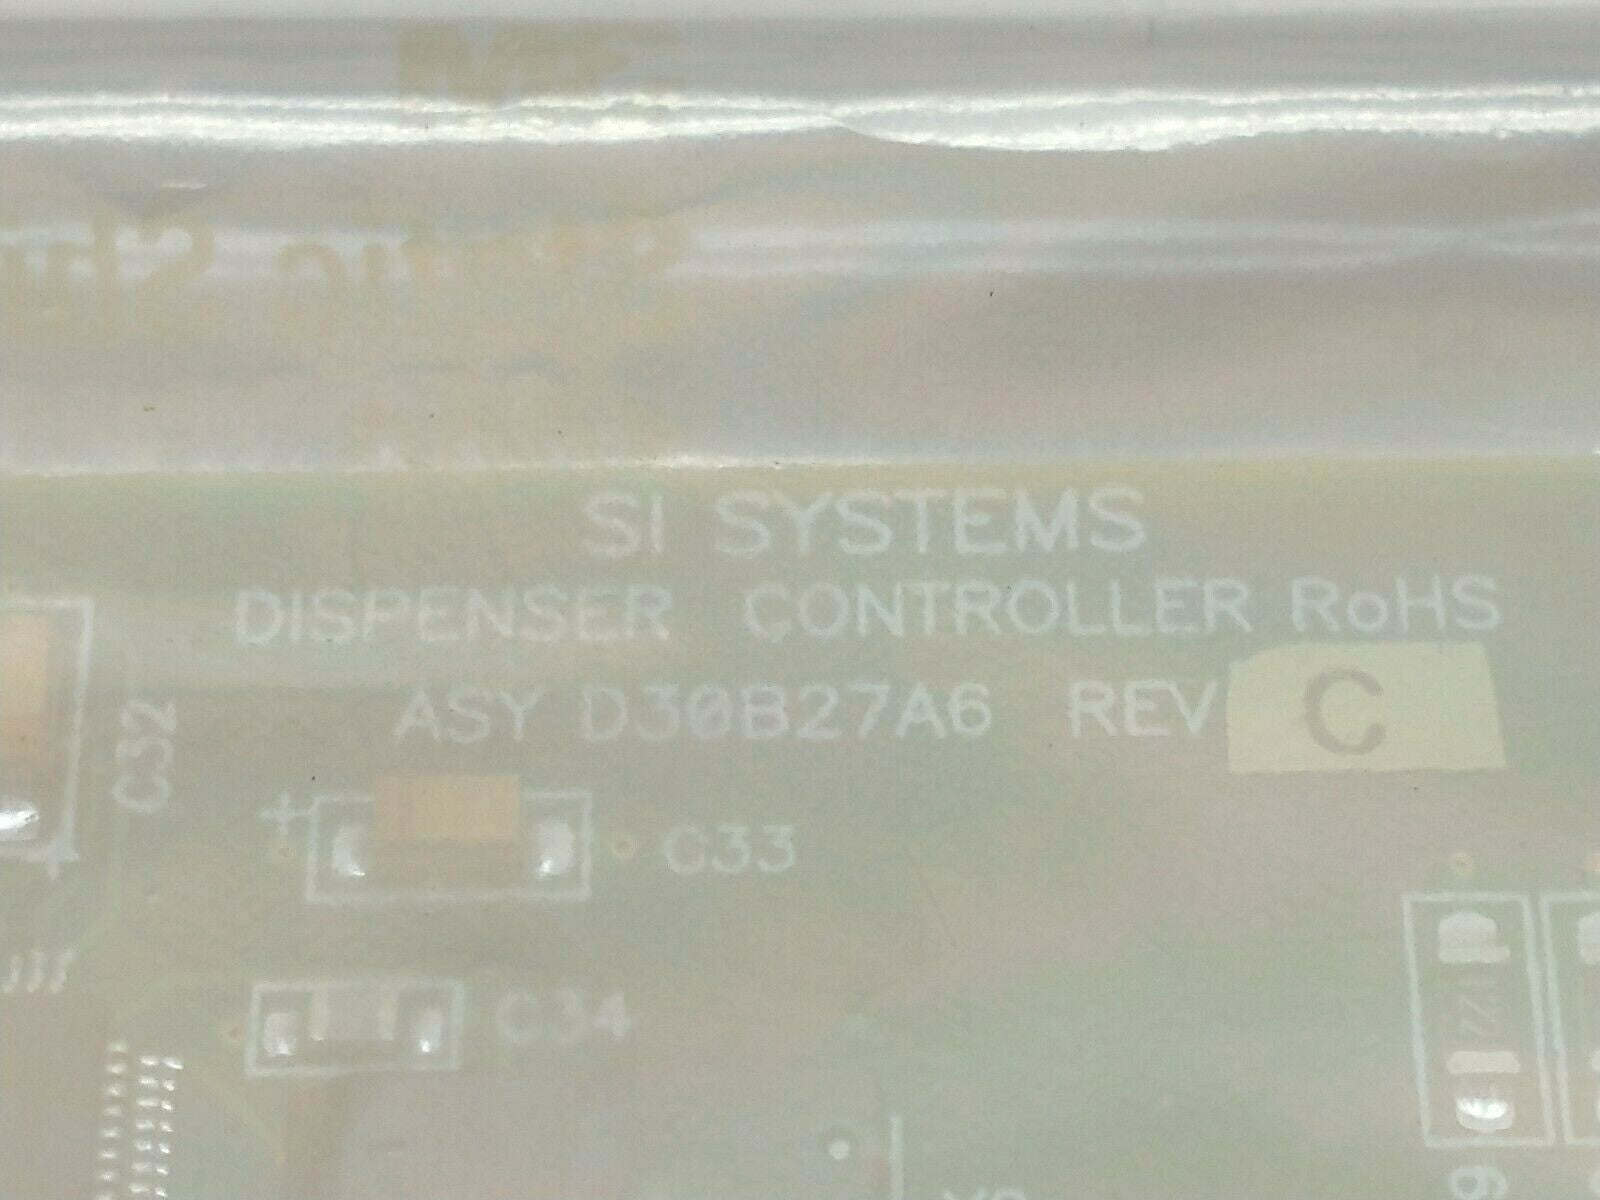 SI SYSTEMS
DISPENSER CONTROLLER RoHS
ASY D30B27A6 REV C
C32
C33
C34